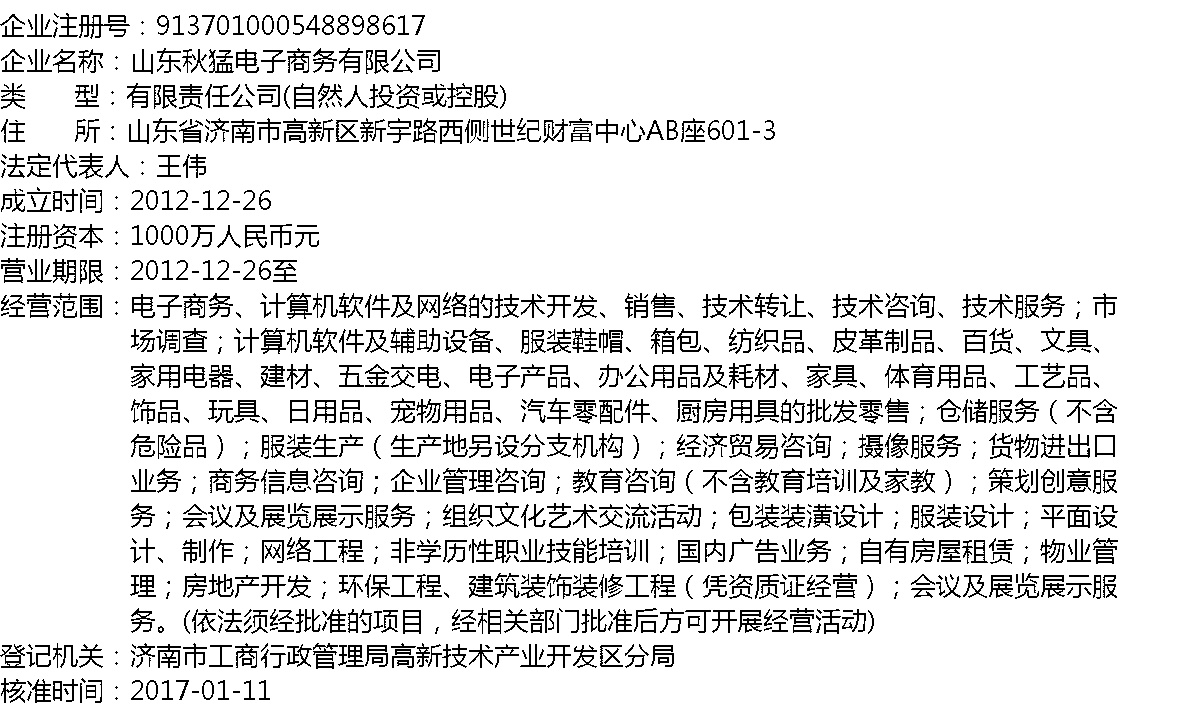 企业注册号：913701000548898617
企业名称：山东秋猛电子商务有限公司
类 型：有限责任公司(自然人投资或控股)
住 所：山东省济南市高新区新宇路西侧世纪财富中心AB座601-3
法定代表人：王伟
成立时间：2012-12-26
注册资本：1000万人民币元
营业期限：2012-12-26至
经营范围：电子商务、计算机软件及网络的技术开发、销售、技术转让、技术咨询、技术服务；市
场调查；计算机软件及辅助设备、服装鞋帽、箱包、纺织品、皮革制品、百货、文具、
家用电器、建材、五金交电、电子产品、办公用品及耗材、家具、体育用品、工艺品、
饰品、玩具、日用品、宠物用品、汽车零配件、厨房用具的批发零售；仓储服务（不含
危险品）；服装生产（生产地另设分支机构）；经济贸易咨询；摄像服务；货物进出口
业务；商务信息咨询；企业管理咨询；教育咨询（不含教育培训及家教）；策划创意服
务；会议及展览展示服务；组织文化艺术交流活动；包装装潢设计；服装设计；平面设
计、制作；网络工程；非学历性职业技能培训；国内广告业务；自有房屋租赁；物业管
理；房地产开发；环保工程、建筑装饰装修工程（凭资质证经营）；会议及展览展示服
务。(依法须经批准的项目，经相关部门批准后方可开展经营活动)
登记机关：济南市工商行政管理局高新技术产业开发区分局
核准时间：2017-01-11